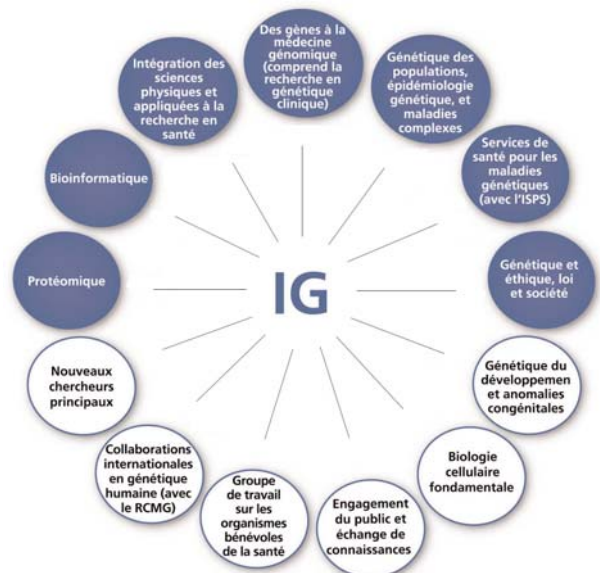 Des gènes à la
médecine
génomique
(comprend la
recherche en
génétique
clinique)
Génétique des
populations,
épidémiologie
génétique, et
maladies
complexes
Services de
santé pour les
maladies
génétiques
(avec l'ISPS)
Génétique et
éthique, loi
et société
Génétique du
développemen
et anomalies
congénitales
Biologie
cellulaire
fondamentale
Engagement
du public et
échange de
connaissances
Groupe
de travail
sur les
organismes
bénévoles
de la santé
Collaborations
internationales
en génétique
humaine (avec
le RCMG)
Nouveaux
chercheurs
principaux
Protéomique
Bioinformatique
Intégration des
sciences
physiques et
appliquées à la
recherche en
santé
IG